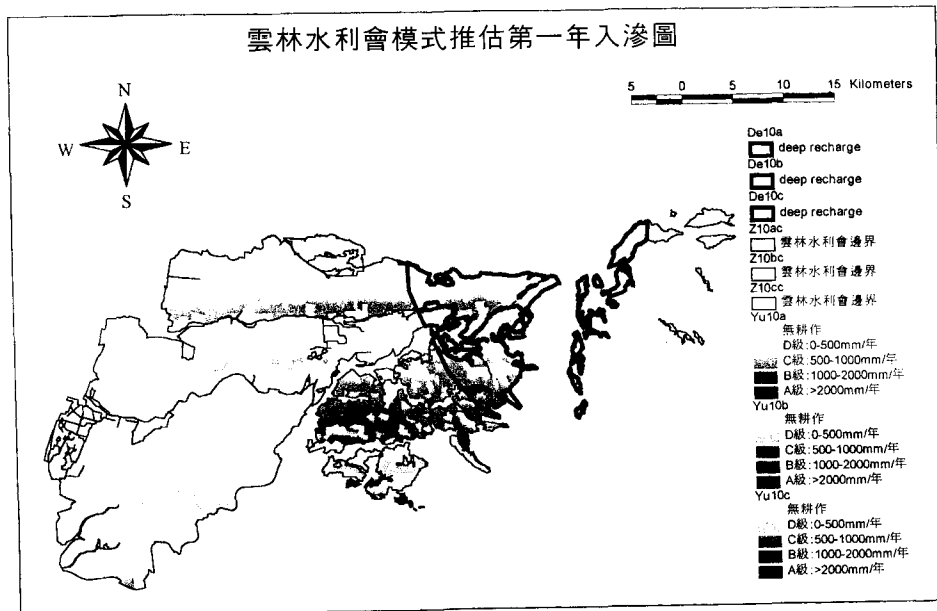 雲林水利會模式推估第一年入滲圖
N
W E
S
5 0 5 10 15 Kilometers
De10a
deep recharge
De10b
deep recharge
De10c
deep recharge
Z10ac
雲林水利會邊界
Z10bc
雲林水利會邊界
Z10cc
雲林水利會邊界
Yu10a
無耕作
D級:0-500mm/年
C級:500-1000mm/年
B級:1000-2000mm/年
A級:>2000mm/年
Yu10b
無耕作
D級:0-500mm/年
C級:500-1000mm/年
B級:1000-2000mm/年
A級:>2000mm/年
Yu10c
無耕作
D級:0-500mm/年
C級:500-1000mm/年
B級:1000-2000mm/年
A級:>2000mm/年